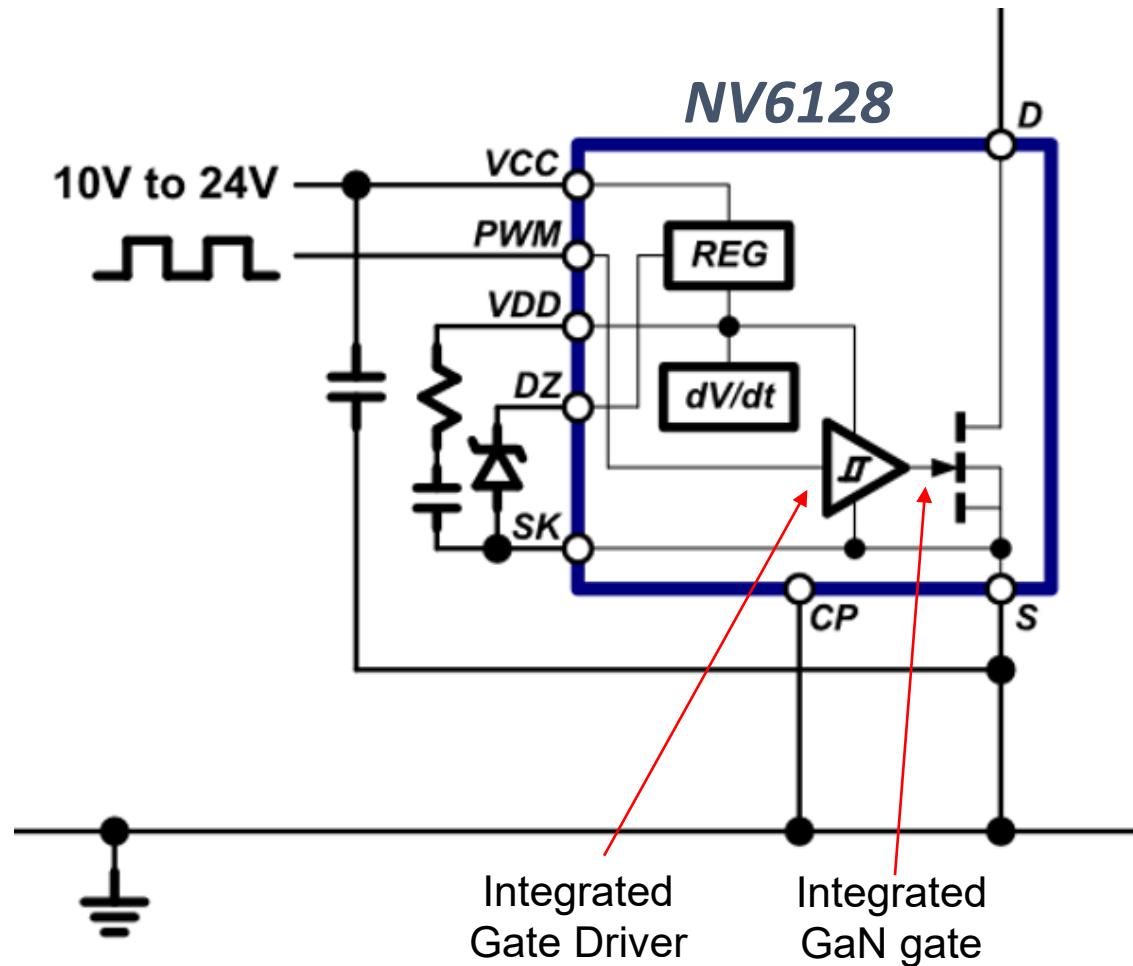 NV6128
D
VCC
10V to 24V
PWM
REG
VDD
DZ
dV/dt
SK
CP
S
Integrated
Gate Driver
Integrated
GaN gate